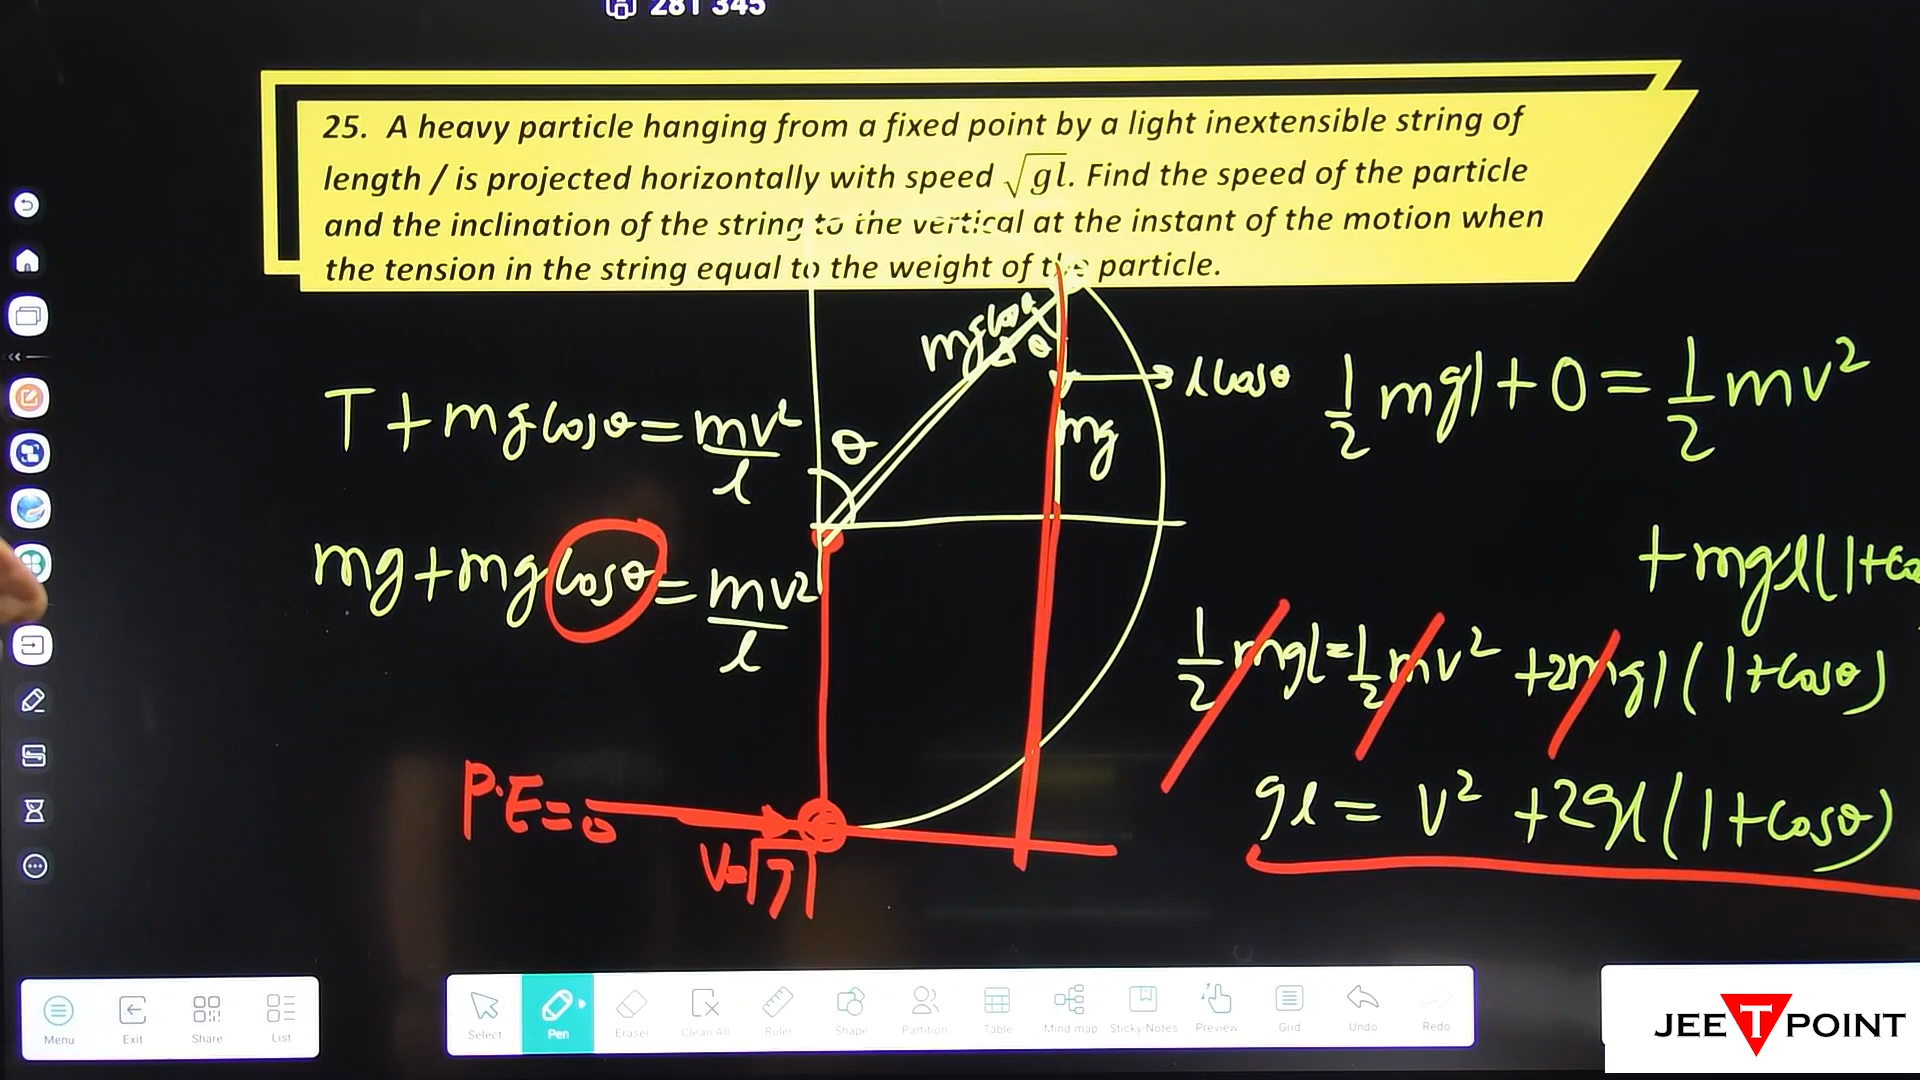 281 345
25. A heavy particle hanging from a fixed point by a light inextensible string of
length l is projected horizontally with speed √gl. Find the speed of the particle
and the inclination of the string to the vertical at the instant of the motion when
the tension in the string equal to the weight of the particle.
mg cosθ
θ
l cosθ
½ mgl + 0 = ½ mv²
T + mg cosθ = mv²/l
θ
mg
+ mgl(1+co
mg + mg cosθ = mv²/l
½ mgl = ½ mv² + 2mgl(1+cosθ)
P.E = 0
gl = v² + 2gl(1+cosθ)
Menu
Exit
Share
List
Select
Pen
Eraser
Clean All
Ruler
Shape
Partition
Table
Mind map
Sticky-Notes
Preview
Grid
Undo
Redo
JEE T POINT